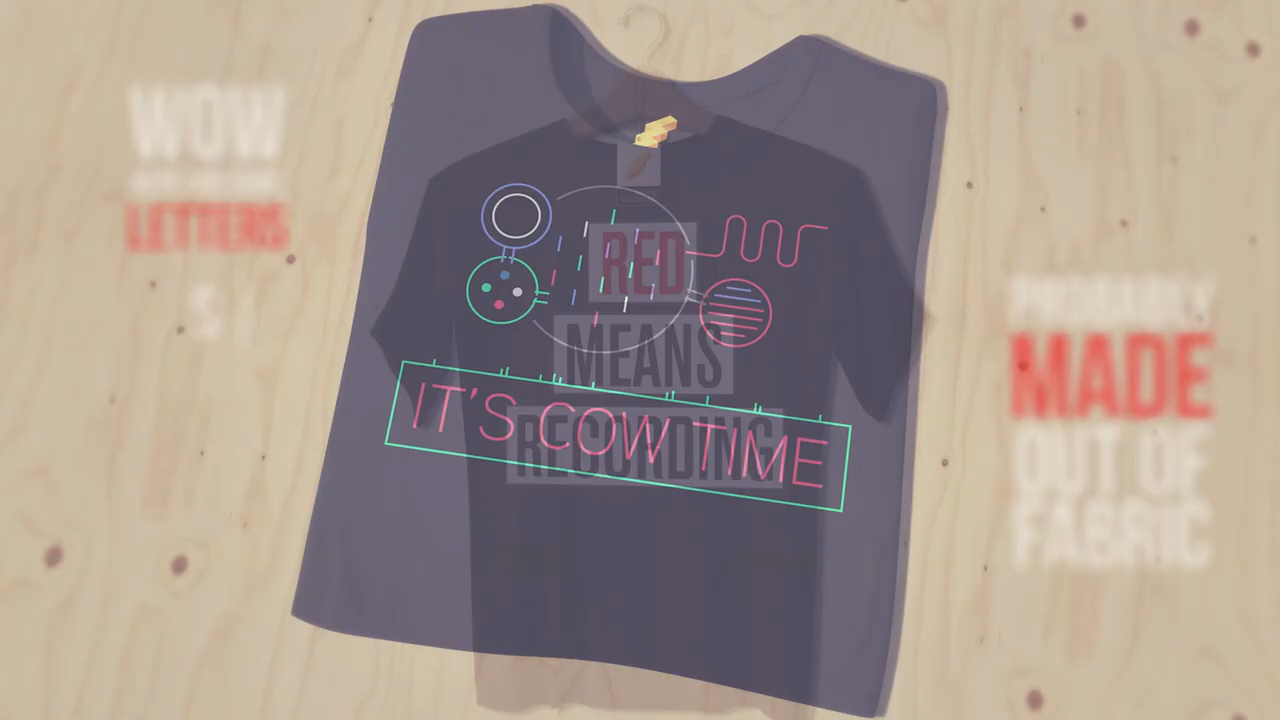 WOW
LETTERS
RED
MEANS
RECORDING
IT'S COW TIME
PROBABLY
MADE
OUT OF
FABRIC